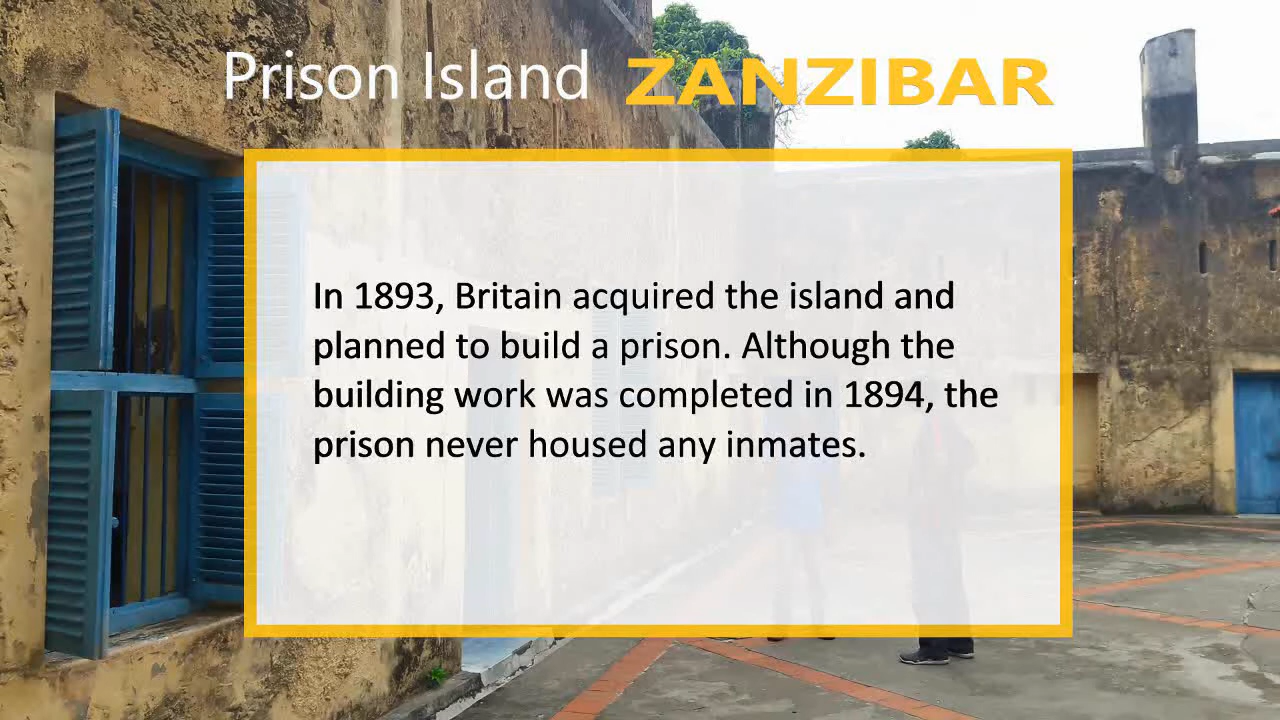 Prison Island ZANZIBAR
In 1893, Britain acquired the island and
planned to build a prison. Although the
building work was completed in 1894, the
prison never housed any inmates.